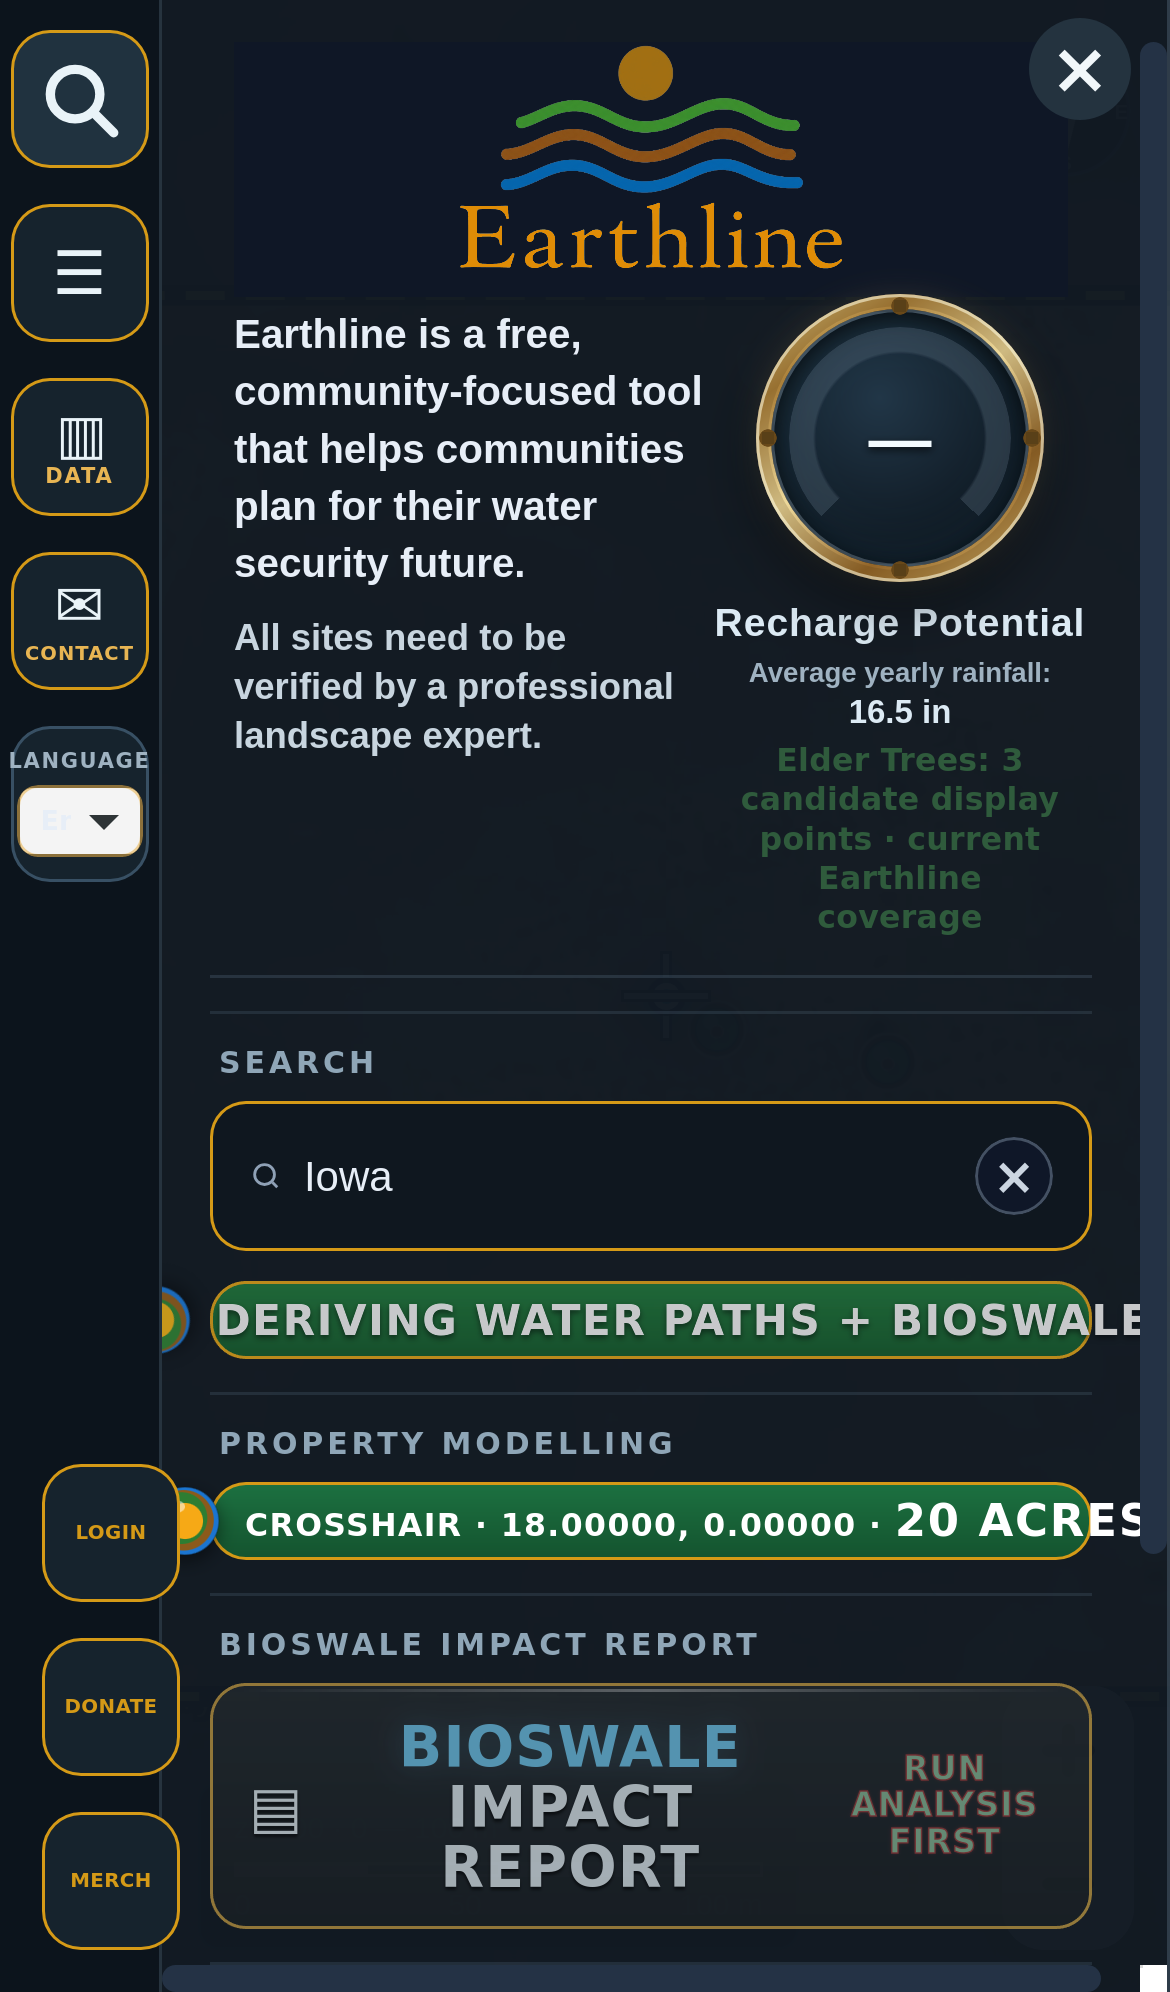 Earthline
Earthline is a free,
community-focused tool
that helps communities
plan for their water
security future.
All sites need to be
verified by a professional
landscape expert.
Recharge Potential
Average yearly rainfall:
16.5 in
Elder Trees: 3
candidate display
points · current
Earthline
coverage
DATA
CONTACT
LANGUAGE
SEARCH
Iowa
DERIVING WATER PATHS + BIOSWALE
PROPERTY MODELLING
CROSSHAIR · 18.00000, 0.00000 · 20 ACRES
BIOSWALE IMPACT REPORT
BIOSWALE
IMPACT
REPORT
RUN
ANALYSIS
FIRST
LOGIN
DONATE
MERCH